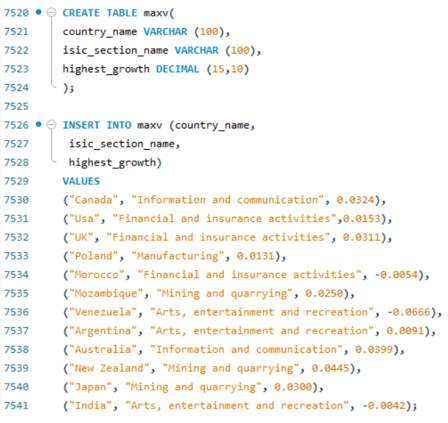 7520 CREATE TABLE maxv(
7521 country_name VARCHAR (100),
7522 isic_section_name VARCHAR (100),
7523 highest_growth DECIMAL (15,10)
7524 );
7525
7526 INSERT INTO maxv (country_name,
7527 isic_section_name,
7528 highest_growth)
7529 VALUES
7530 ("Canada", "Information and communication", 0.0324),
7531 ("Usa", "Financial and insurance activities",0.0153),
7532 ("UK", "Financial and insurance activities", 0.0311),
7533 ("Poland", "Manufacturing", 0.0131),
7534 ("Morocco", "Financial and insurance activities", -0.0054),
7535 ("Mozambique", "Mining and quarrying", 0.0250),
7536 ("Venezuela", "Arts, entertainment and recreation", -0.0666),
7537 ("Argentina", "Arts, entertainment and recreation", 0.0091),
7538 ("Australia", "Information and communication", 0.0399),
7539 ("New Zealand", "Mining and quarrying", 0.0445),
7540 ("Japan", "Mining and quarrying", 0.0300),
7541 ("India", "Arts, entertainment and recreation", -0.0042);